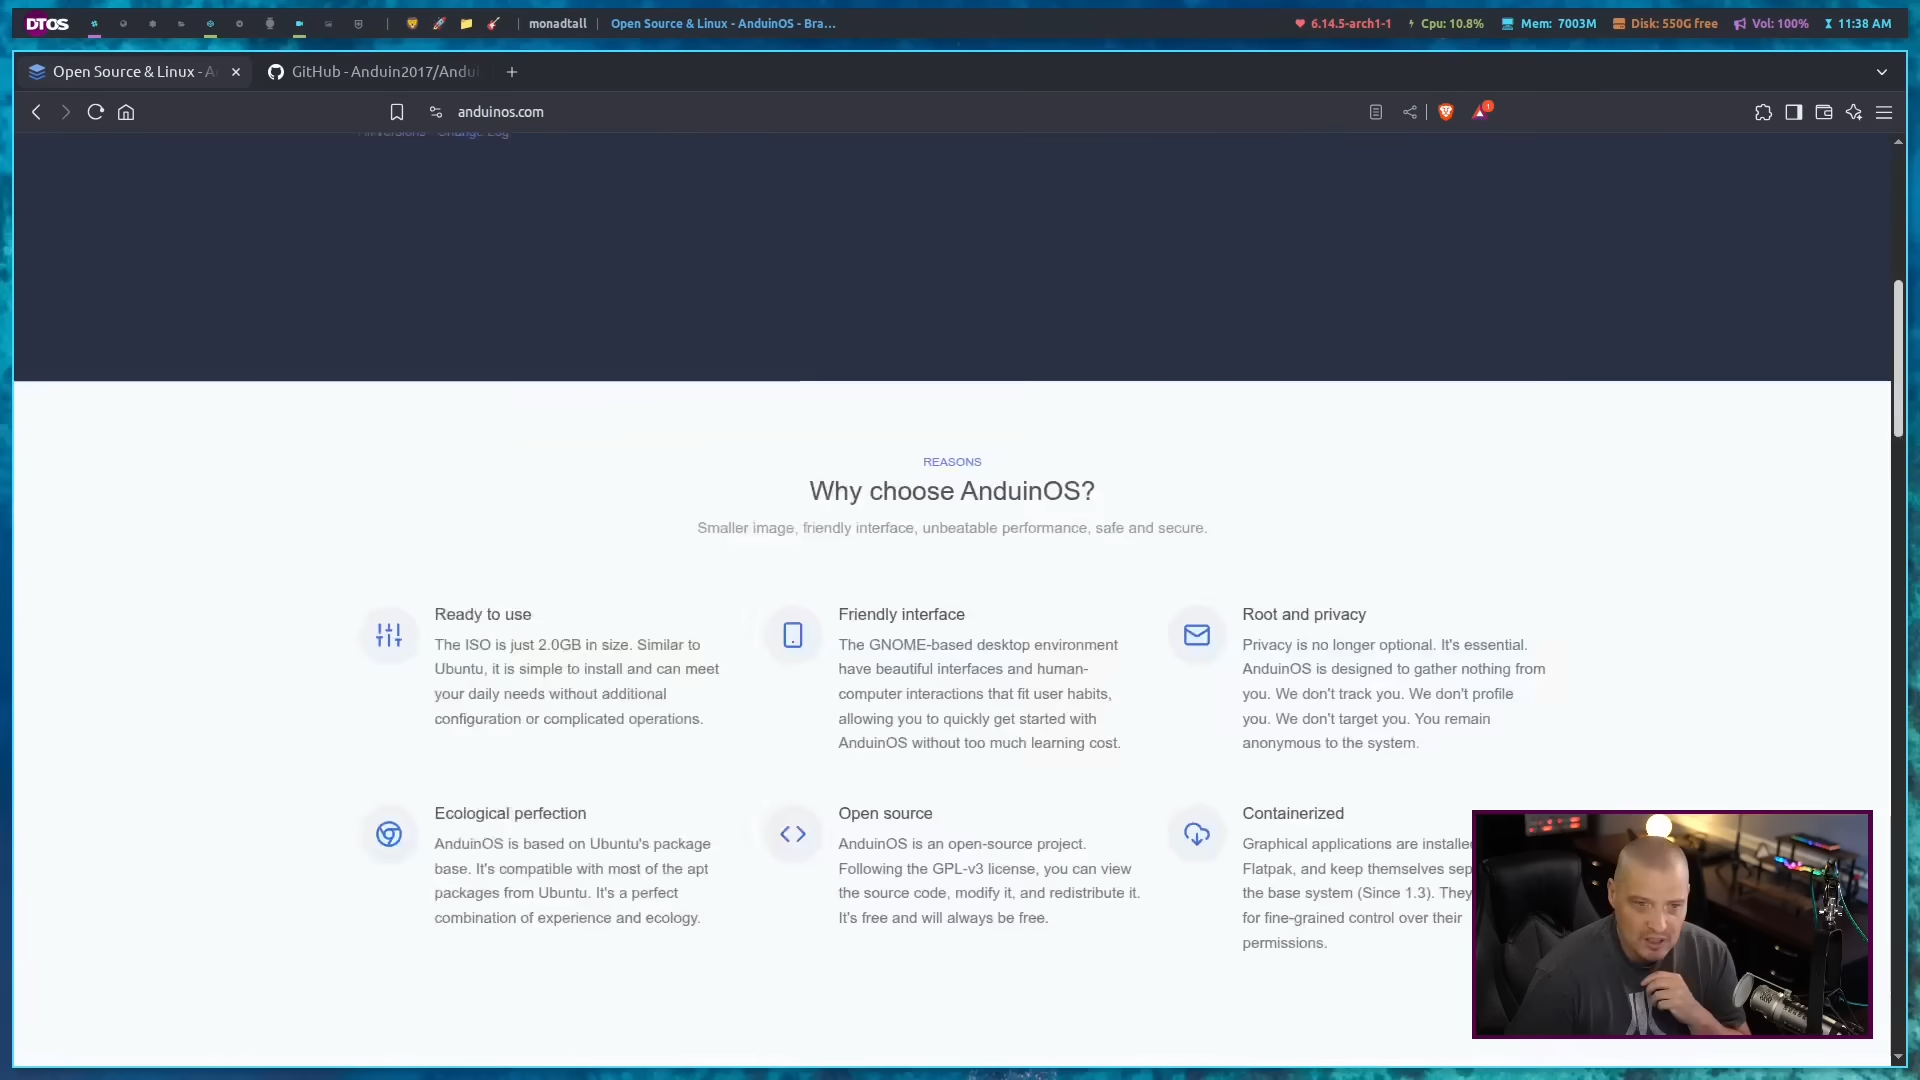 DTOS
monadtall
Open Source & Linux - AnduinOS - Bra...
6.14.5-arch1-1
Cpu: 10.8%
Mem: 7003M
Disk: 550G free
Vol: 100%
11:38 AM
Open Source & Linux - A
GitHub - Anduin2017/Andui
anduinos.com
1
All versions · Change Log
REASONS
Why choose AnduinOS?
Smaller image, friendly interface, unbeatable performance, safe and secure.
Ready to use
The ISO is just 2.0GB in size. Similar to
Ubuntu, it is simple to install and can meet
your daily needs without additional
configuration or complicated operations.
Friendly interface
The GNOME-based desktop environment
have beautiful interfaces and human-
computer interactions that fit user habits,
allowing you to quickly get started with
AnduinOS without too much learning cost.
Root and privacy
Privacy is no longer optional. It's essential.
AnduinOS is designed to gather nothing from
you. We don't track you. We don't profile
you. We don't target you. You remain
anonymous to the system.
Ecological perfection
AnduinOS is based on Ubuntu's package
base. It's compatible with most of the apt
packages from Ubuntu. It's a perfect
combination of experience and ecology.
Open source
AnduinOS is an open-source project.
Following the GPL-v3 license, you can view
the source code, modify it, and redistribute it.
It's free and will always be free.
Containerized
Graphical applications are installed
Flatpak, and keep themselves sep
the base system (Since 1.3). They
for fine-grained control over their
permissions.